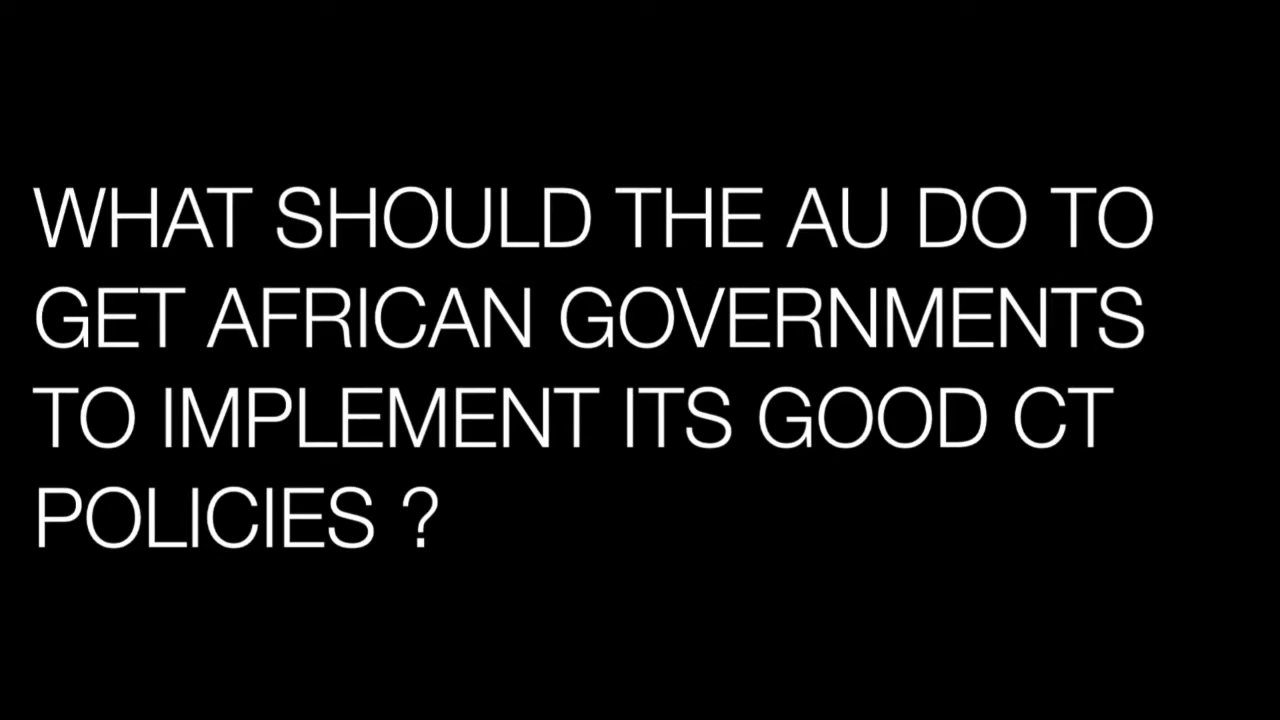 WHAT SHOULD THE AU DO TO
GET AFRICAN GOVERNMENTS
TO IMPLEMENT ITS GOOD CT
POLICIES ?